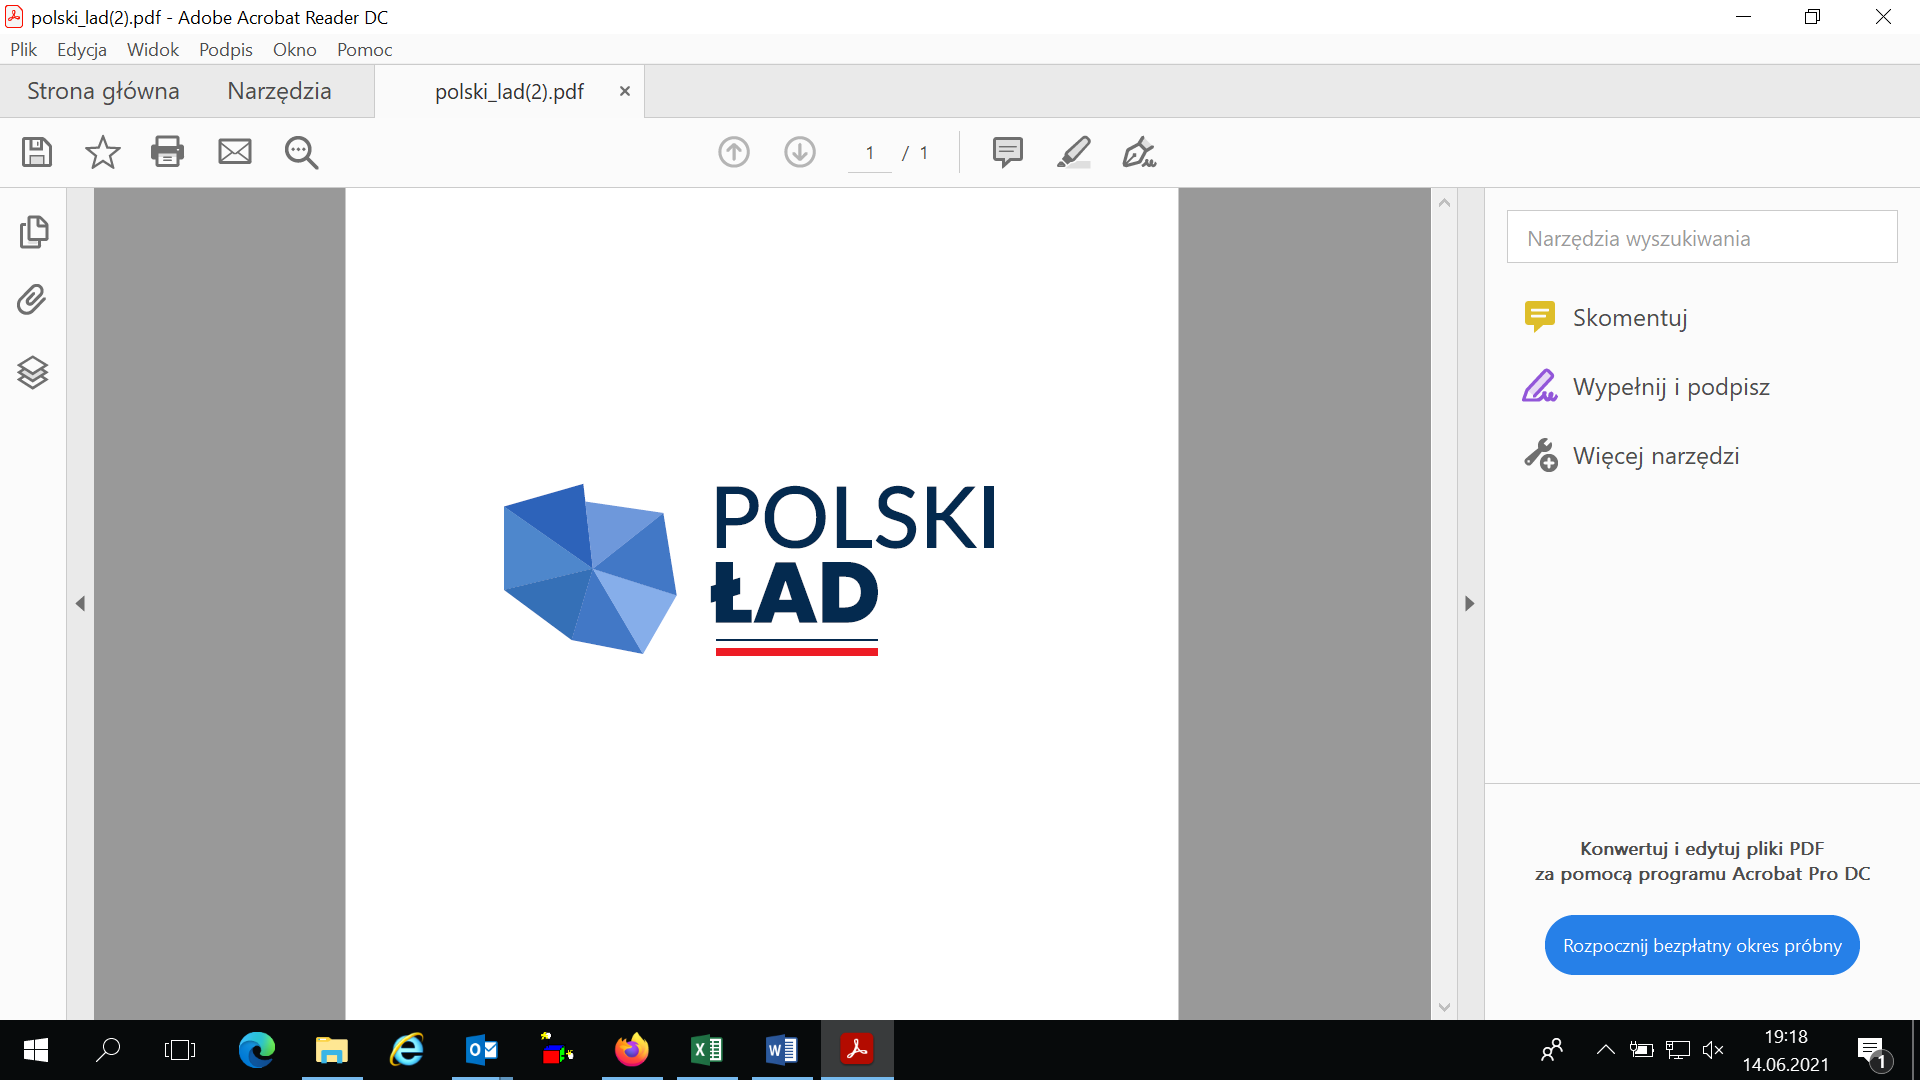 polski_lad(2).pdf - Adobe Acrobat Reader DC
Plik Edycja Widok Podpis Okno Pomoc
Strona główna Narzędzia polski_lad(2).pdf ×
1 / 1
Narzędzia wyszukiwania
Skomentuj
Wypełnij i podpisz
Więcej narzędzi
POLSKI
ŁAD
Konwertuj i edytuj pliki PDF
za pomocą programu Acrobat Pro DC
Rozpocznij bezpłatny okres próbny
19:18
14.06.2021
1